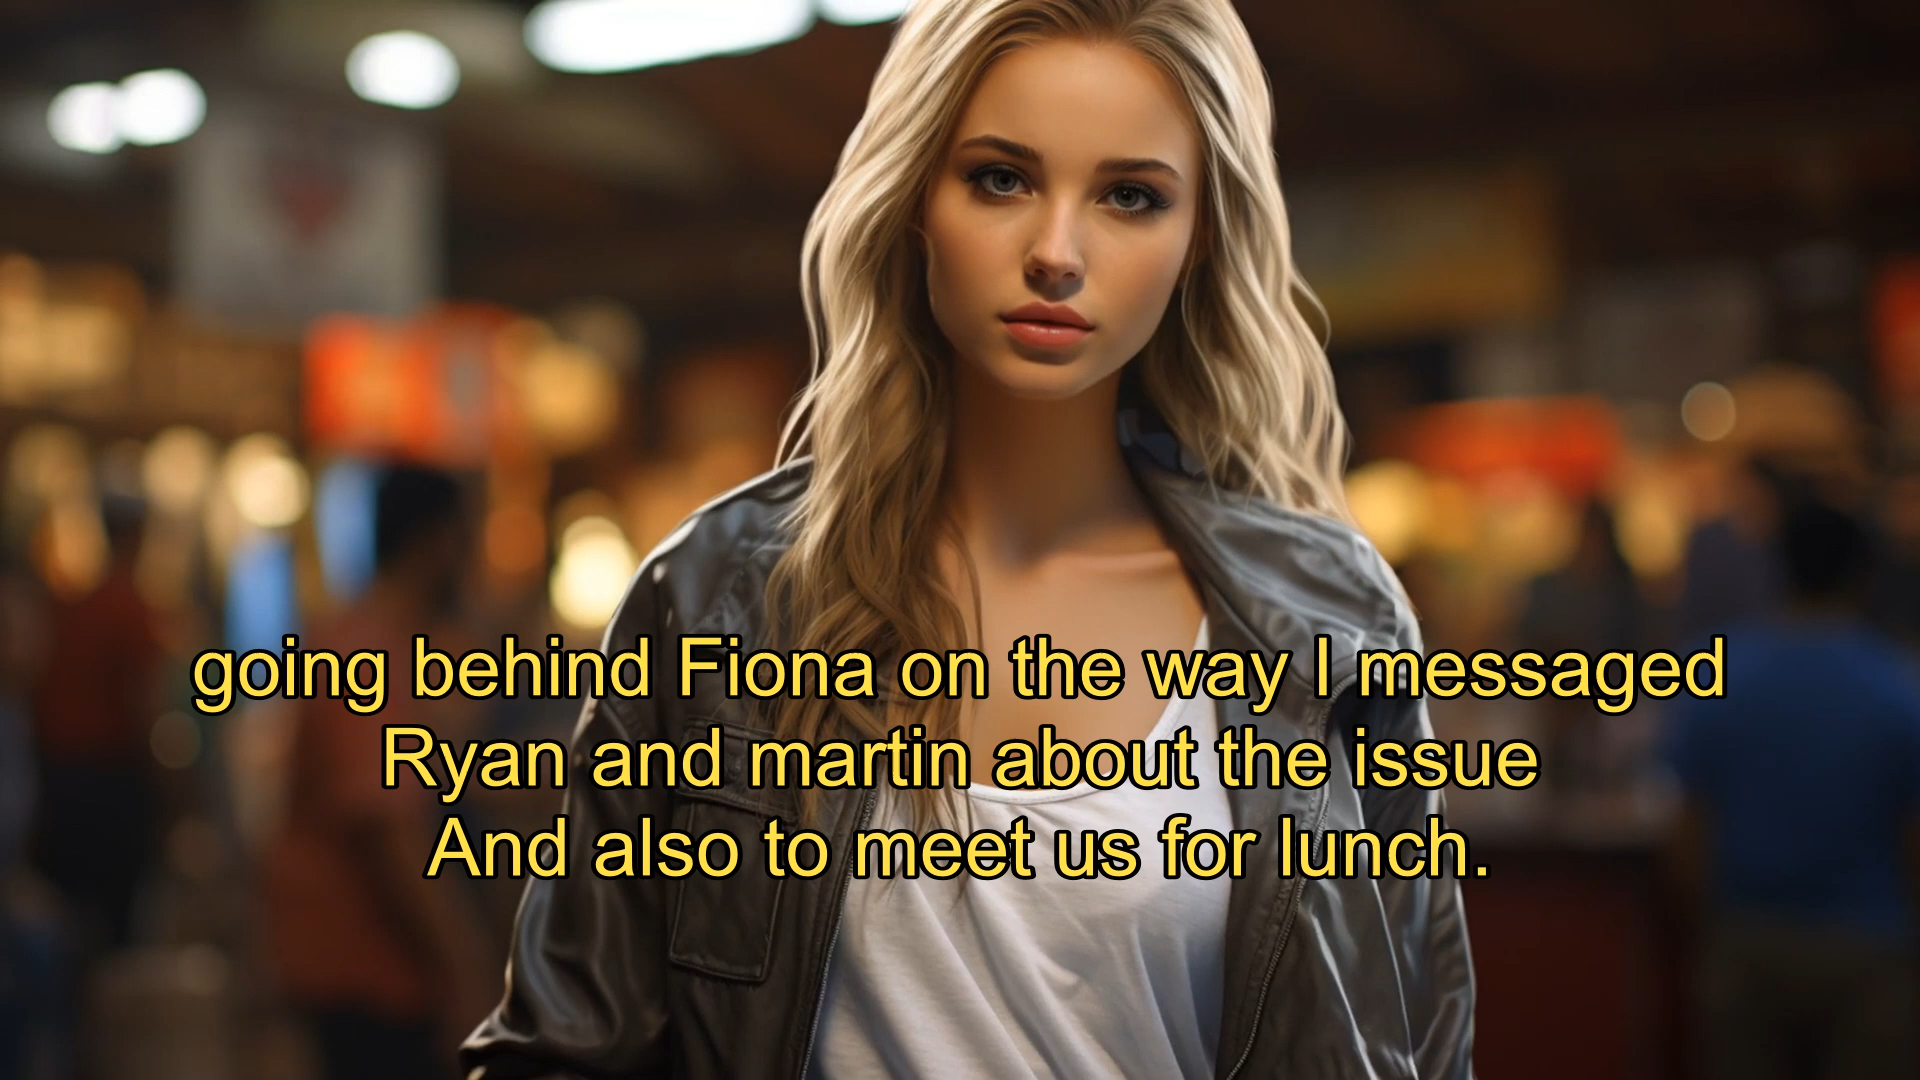 going behind Fiona on the way I messaged
Ryan and martin about the issue
And also to meet us for lunch.